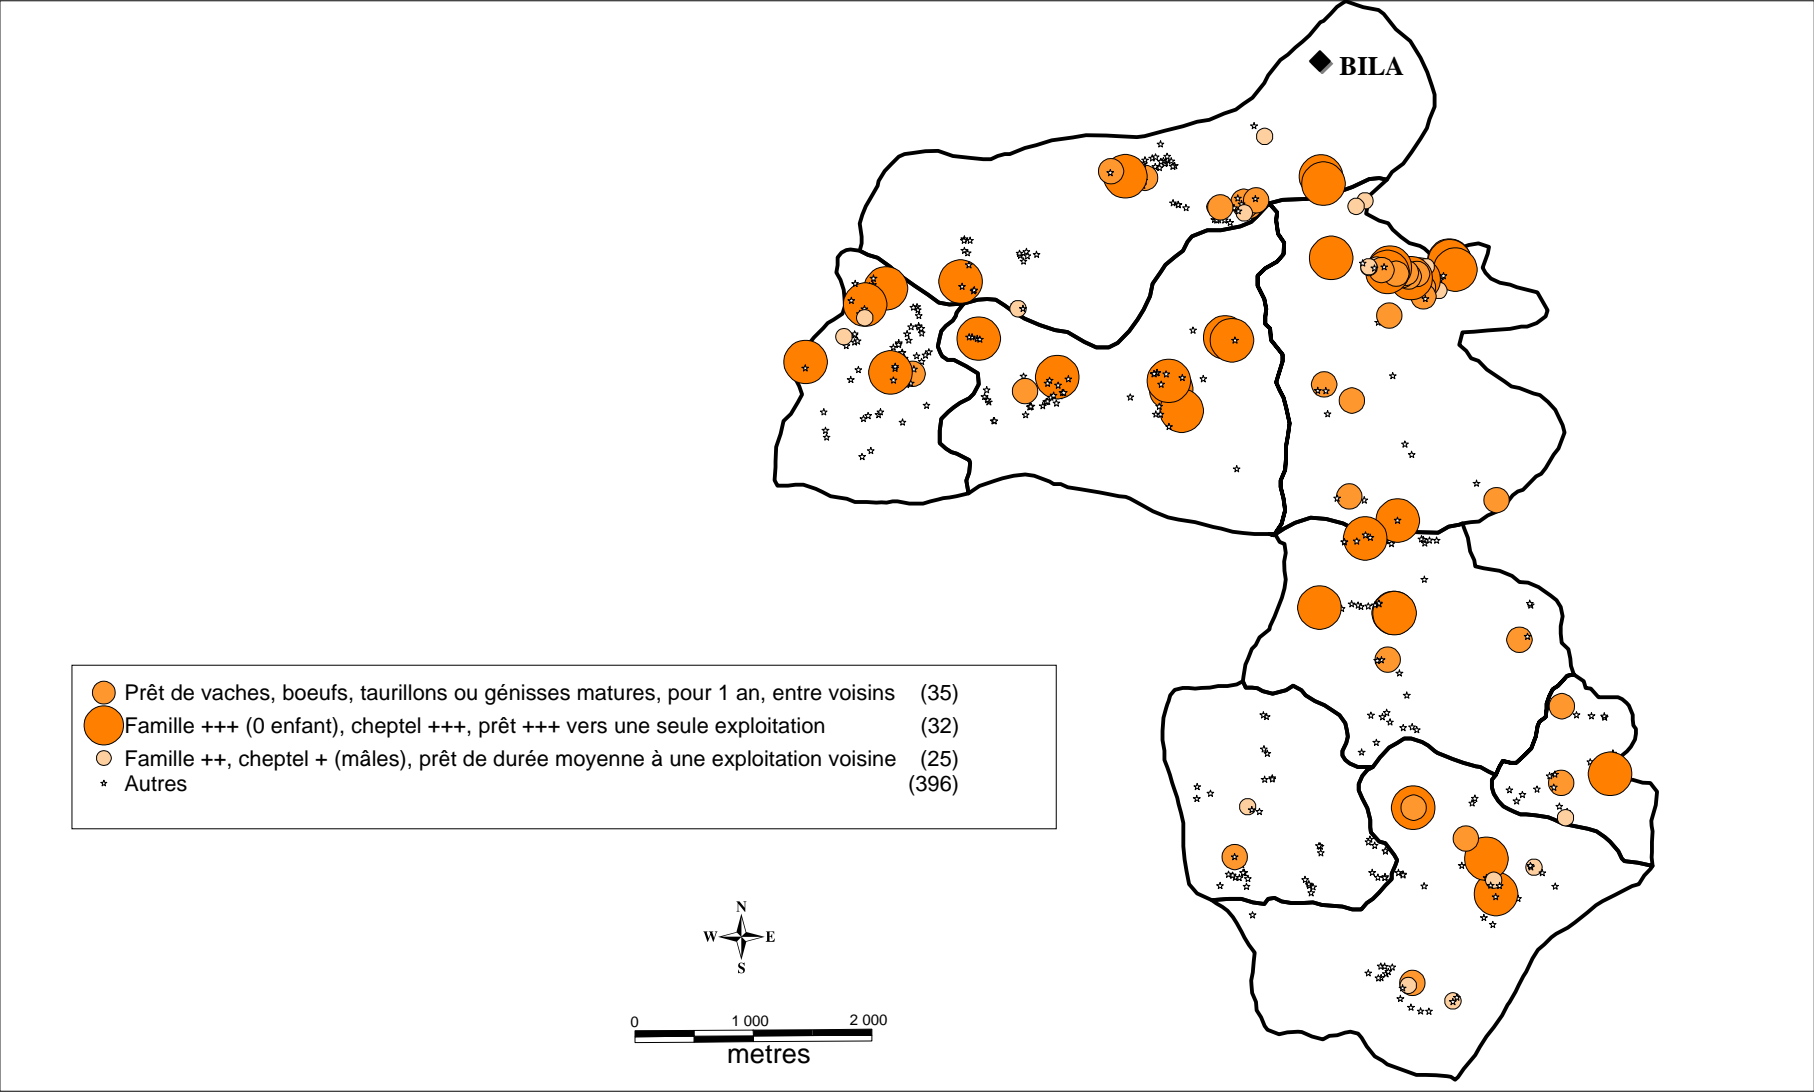 BILA
Prêt de vaches, boeufs, taurillons ou génisses matures, pour 1 an, entre voisins (35)
Famille +++ (0 enfant), cheptel +++, prêt +++ vers une seule exploitation (32)
Famille ++, cheptel + (mâles), prêt de durée moyenne à une exploitation voisine (25)
Autres (396)
N
W E
S
0 1 000 2 000
metres